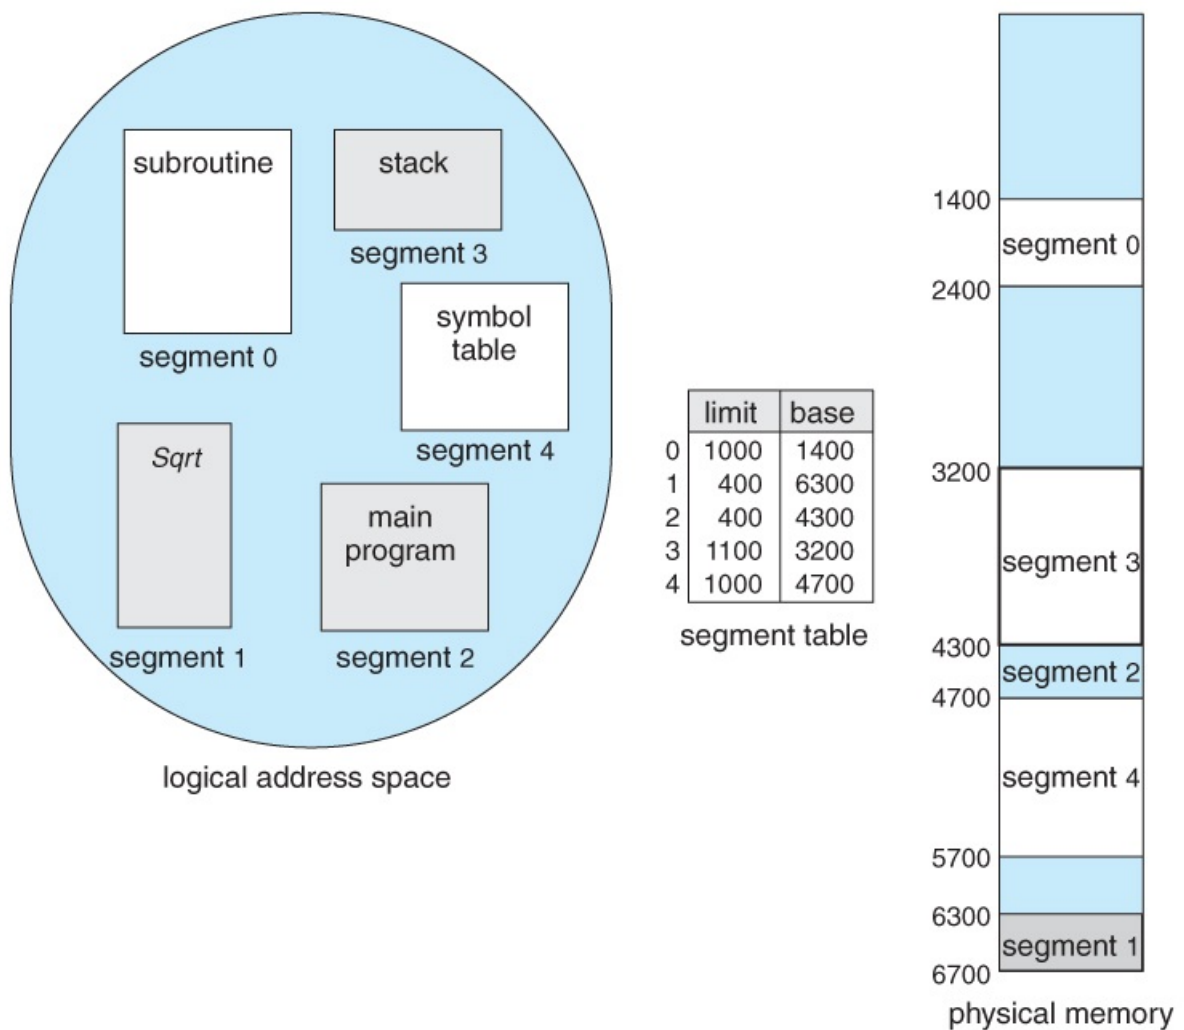 subroutine
segment 0
stack
segment 3
symbol
table
segment 4
Sqrt
segment 1
main
program
segment 2
logical address space
limit base
0 1000 1400
1 400 6300
2 400 4300
3 1100 3200
4 1000 4700
segment table
1400
segment 0
2400
3200
segment 3
4300
segment 2
4700
segment 4
5700
6300
segment 1
6700
physical memory